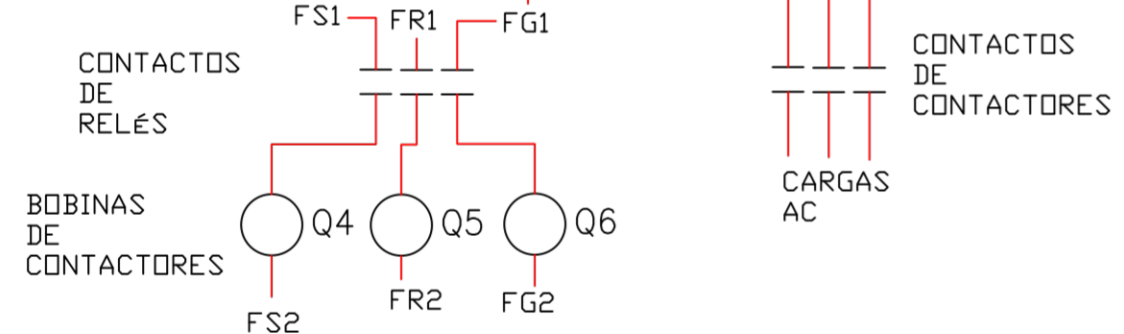 FS1
FR1
FG1
CONTACTOS
DE
RELéS
CONTACTOS
DE
CONTACTORES
CARGAS
AC
BOBINAS
DE
CONTACTORES
Q4
Q5
Q6
FS2
FR2
FG2